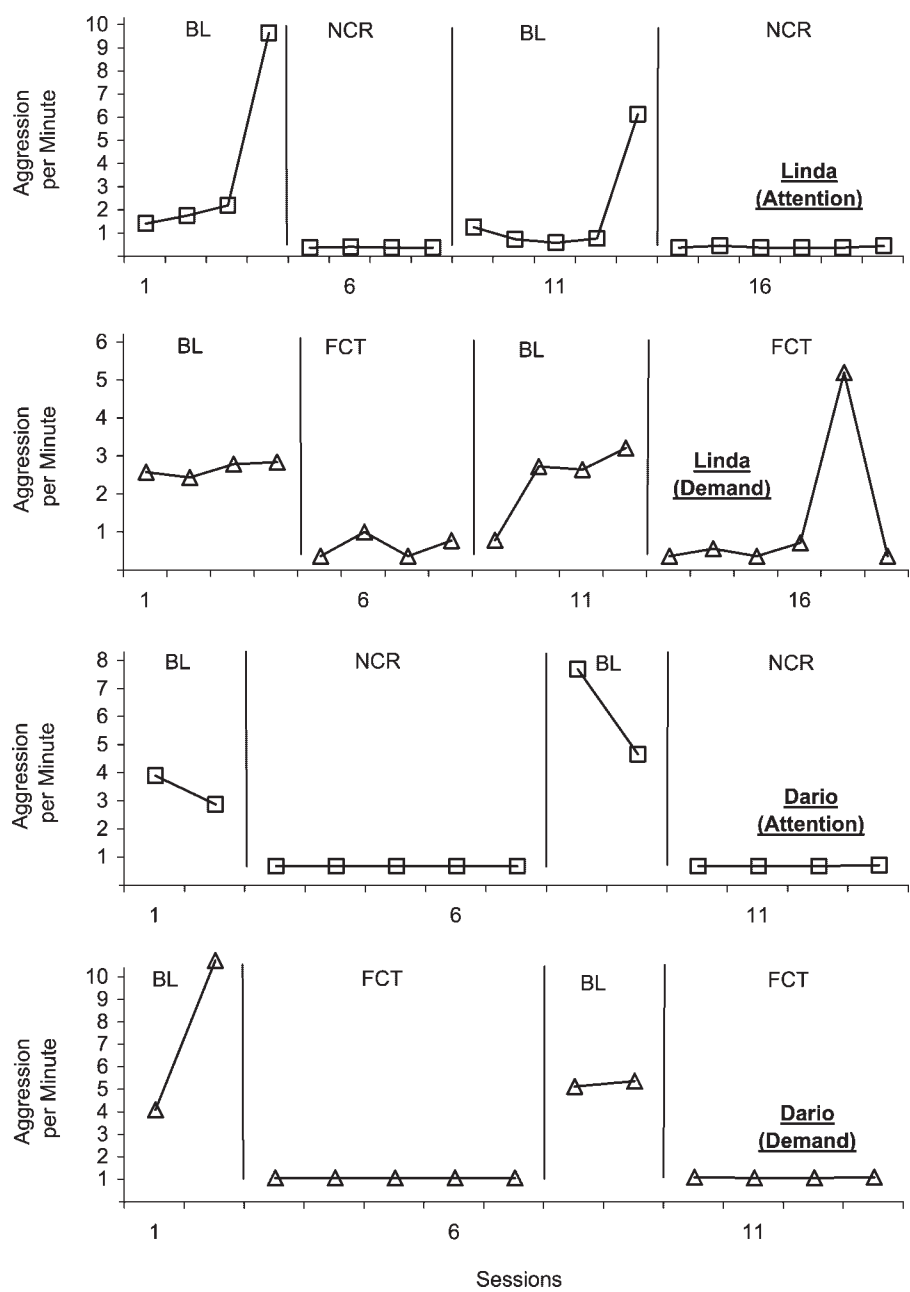 BL NCR BL NCR
10
9
8
7
6
5
4
3
2
1
Aggression
per Minute
Linda
(Attention)
1 6 11 16
BL FCT BL FCT
6
5
4
3
2
1
Aggression
per Minute
Linda
(Demand)
1 6 11 16
BL NCR BL NCR
8
7
6
5
4
3
2
1
Aggression
per Minute
Dario
(Attention)
1 6 11
BL FCT BL FCT
10
9
8
7
6
5
4
3
2
1
Aggression
per Minute
Dario
(Demand)
1 6 11
Sessions